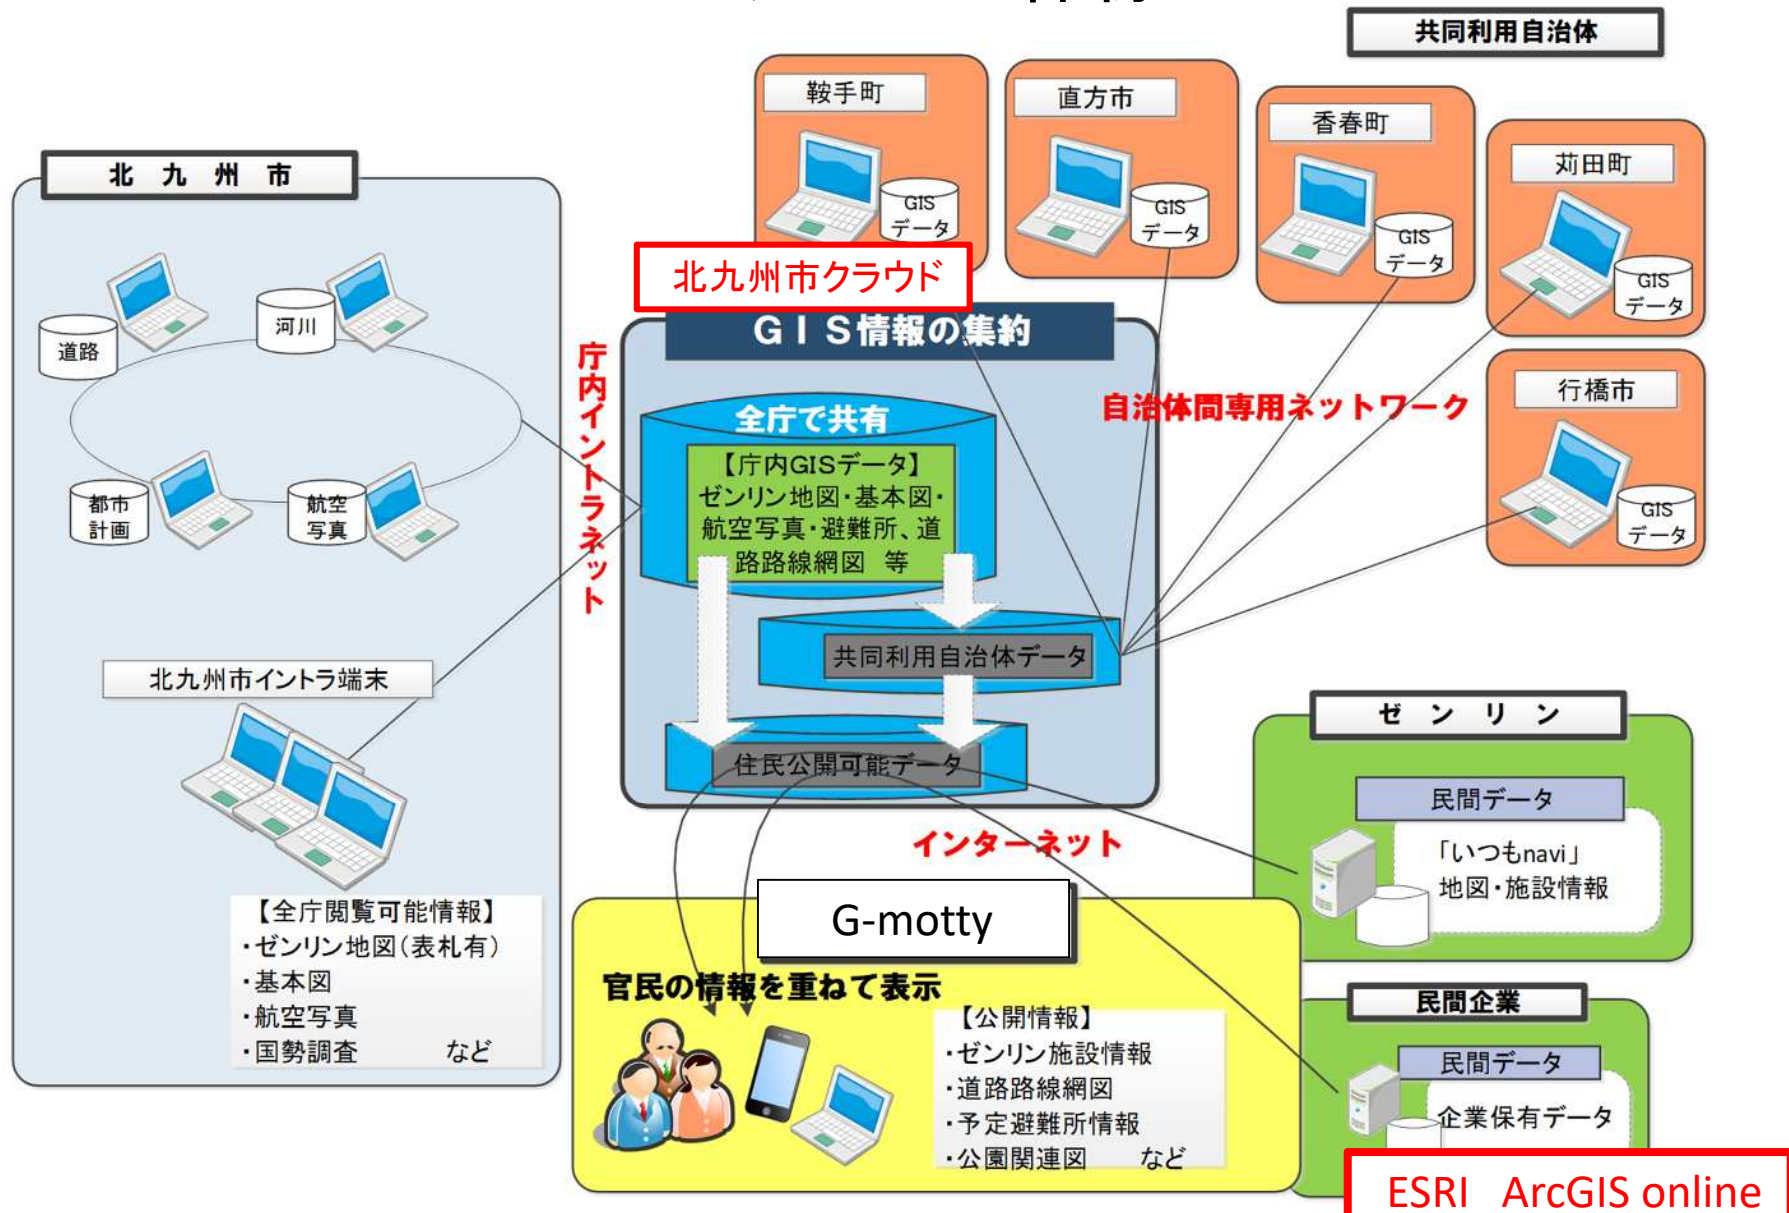 共同利用自治体
鞍手町
GIS
データ
直方市
GIS
データ
香春町
GIS
データ
苅田町
GIS
データ
行橋市
GIS
データ
自治体間専用ネットワーク
北九州市
道路
河川
都市
計画
航空
写真
北九州市イントラ端末
【全庁閲覧可能情報】
・ゼンリン地図(表札有)
・基本図
・航空写真
・国勢調査 など
庁内イントラネット
北九州市クラウド
GIS情報の集約
全庁で共有
【庁内GISデータ】
ゼンリン地図・基本図・
航空写真・避難所、道
路路線網図 等
共同利用自治体データ
住民公開可能データ
インターネット
G-motty
官民の情報を重ねて表示
【公開情報】
・ゼンリン施設情報
・道路路線網図
・予定避難所情報
・公園関連図 など
ゼンリン
民間データ
「いつもnavi」
地図・施設情報
民間企業
民間データ
企業保有データ
ESRI ArcGIS online